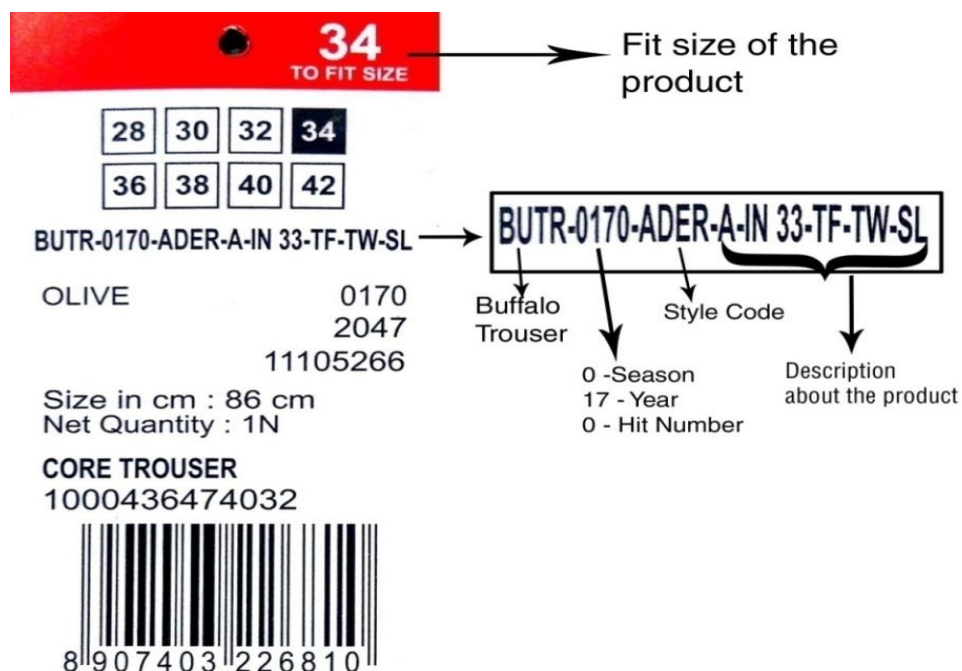 34
TO FIT SIZE
Fit size of the
product
28 30 32 34
36 38 40 42
BUTR-0170-ADER-A-IN 33-TF-TW-SL
BUTR-0170-ADER-A-IN 33-TF-TW-SL
OLIVE 0170
2047
11105266
Buffalo
Trouser
Style Code
0 -Season
17 - Year
0 - Hit Number
Description
about the product
Size in cm : 86 cm
Net Quantity : 1N
CORE TROUSER
1000436474032
8 907403 226810